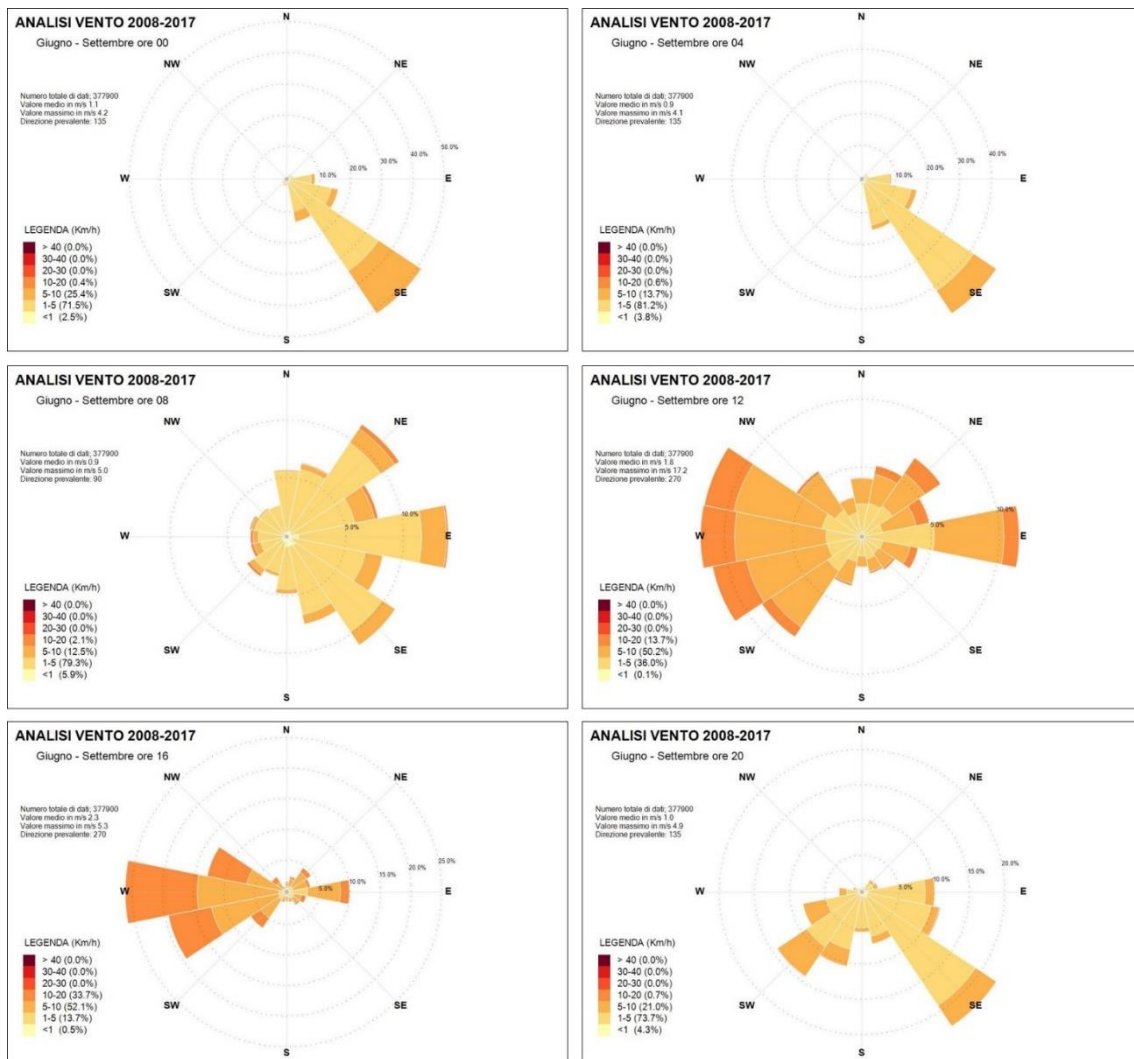 ANALISI VENTO 2008-2017
Giugno - Settembre ore 00
Numero totale di dati; 377900
Valore medio in m/s 1.1
Valore massimo in m/s 4.2
Direzione prevalente: 135
N
NW
NE
W
E
SW
SE
S
10.0%
20.0%
30.0%
40.0%
50.0%
LEGENDA (Km/h)
> 40 (0.0%)
30-40 (0.0%)
20-30 (0.0%)
10-20 (0.4%)
5-10 (25.4%)
1-5 (71.5%)
<1 (2.5%)
ANALISI VENTO 2008-2017
Giugno - Settembre ore 04
Numero totale di dati; 377900
Valore medio in m/s 0.9
Valore massimo in m/s 4.1
Direzione prevalente: 135
N
NW
NE
W
E
SW
SE
S
10.0%
20.0%
30.0%
40.0%
LEGENDA (Km/h)
> 40 (0.0%)
30-40 (0.0%)
20-30 (0.0%)
10-20 (0.6%)
5-10 (13.7%)
1-5 (81.2%)
<1 (3.8%)
ANALISI VENTO 2008-2017
Giugno - Settembre ore 08
Numero totale di dati; 377900
Valore medio in m/s 0.9
Valore massimo in m/s 5.0
Direzione prevalente: 90
N
NW
NE
W
E
SW
SE
S
5.0%
10.0%
LEGENDA (Km/h)
> 40 (0.0%)
30-40 (0.0%)
20-30 (0.0%)
10-20 (2.1%)
5-10 (12.5%)
1-5 (79.3%)
<1 (5.9%)
ANALISI VENTO 2008-2017
Giugno - Settembre ore 12
Numero totale di dati; 377900
Valore medio in m/s 1.8
Valore massimo in m/s 17.2
Direzione prevalente: 270
N
NW
NE
W
E
SW
SE
S
5.0%
10.0%
LEGENDA (Km/h)
> 40 (0.0%)
30-40 (0.0%)
20-30 (0.0%)
10-20 (13.7%)
5-10 (50.2%)
1-5 (36.0%)
<1 (0.1%)
ANALISI VENTO 2008-2017
Giugno - Settembre ore 16
Numero totale di dati; 377900
Valore medio in m/s 2.3
Valore massimo in m/s 5.3
Direzione prevalente: 270
N
NW
NE
W
E
SW
SE
S
5.0%
10.0%
15.0%
20.0%
25.0%
LEGENDA (Km/h)
> 40 (0.0%)
30-40 (0.0%)
20-30 (0.0%)
10-20 (33.7%)
5-10 (52.1%)
1-5 (13.7%)
<1 (0.5%)
ANALISI VENTO 2008-2017
Giugno - Settembre ore 20
Numero totale di dati; 377900
Valore medio in m/s 1.0
Valore massimo in m/s 4.9
Direzione prevalente: 135
N
NW
NE
W
E
SW
SE
S
5.0%
10.0%
15.0%
20.0%
LEGENDA (Km/h)
> 40 (0.0%)
30-40 (0.0%)
20-30 (0.0%)
10-20 (0.7%)
5-10 (21.0%)
1-5 (73.7%)
<1 (4.3%)